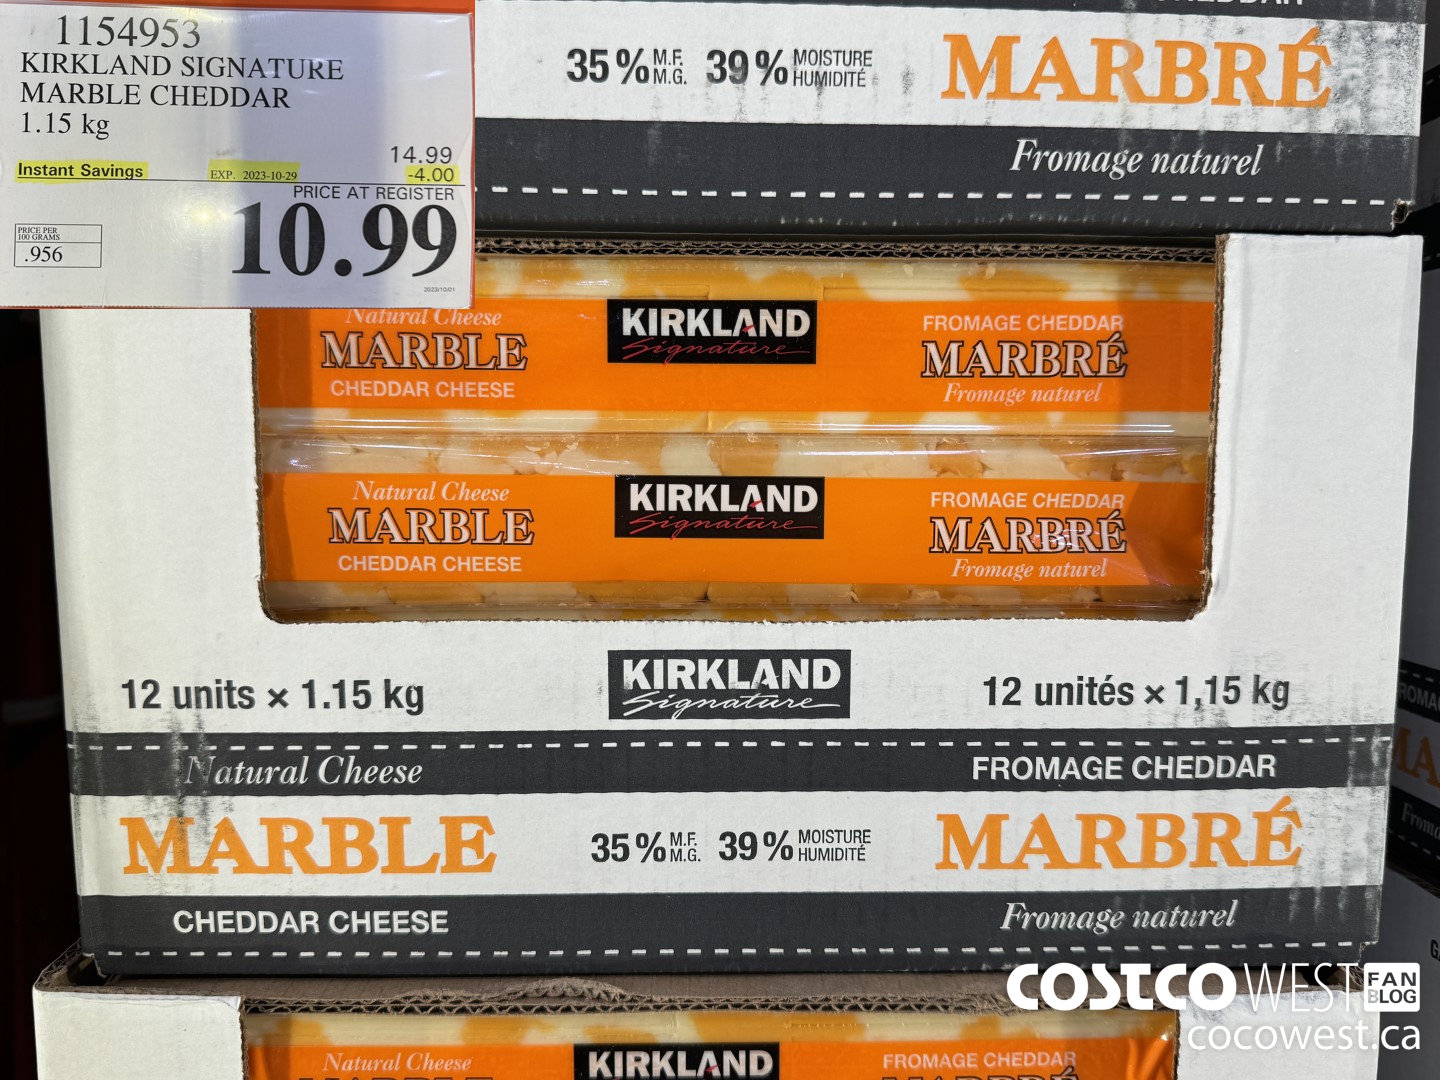 1154953
KIRKLAND SIGNATURE
MARBLE CHEDDAR
1.15 kg
14.99
Instant Savings EXP. 2023-10-29 -4.00
PRICE AT REGISTER
10.99
PRICE PER
100 GRAMS
.956
2023/10/01
35% M.F. M.G. 39% MOISTURE HUMIDITÉ
MARBRÉ
Fromage naturel
Natural Cheese
MARBLE
CHEDDAR CHEESE
KIRKLAND
Signature
FROMAGE CHEDDAR
MARBRÉ
Fromage naturel
Natural Cheese
MARBLE
CHEDDAR CHEESE
KIRKLAND
Signature
FROMAGE CHEDDAR
MARBRÉ
Fromage naturel
12 units × 1.15 kg
KIRKLAND
Signature
12 unités × 1,15 kg
Natural Cheese
FROMAGE CHEDDAR
MARBLE
35% M.F. M.G. 39% MOISTURE HUMIDITÉ
MARBRÉ
CHEDDAR CHEESE
Fromage naturel
COSTCO WEST FAN BLOG
cocowest.ca
Natural Cheese
KIRKLAND
FROMAGE CHEDDAR